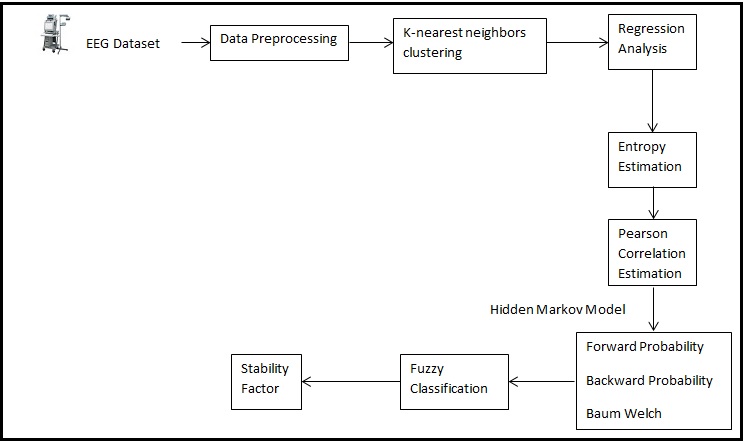 EEG Dataset
Data Preprocessing
K-nearest neighbors
clustering
Regression
Analysis
Entropy
Estimation
Pearson
Correlation
Estimation
Hidden Markov Model
Forward Probability
Backward Probability
Baum Welch
Fuzzy
Classification
Stability
Factor